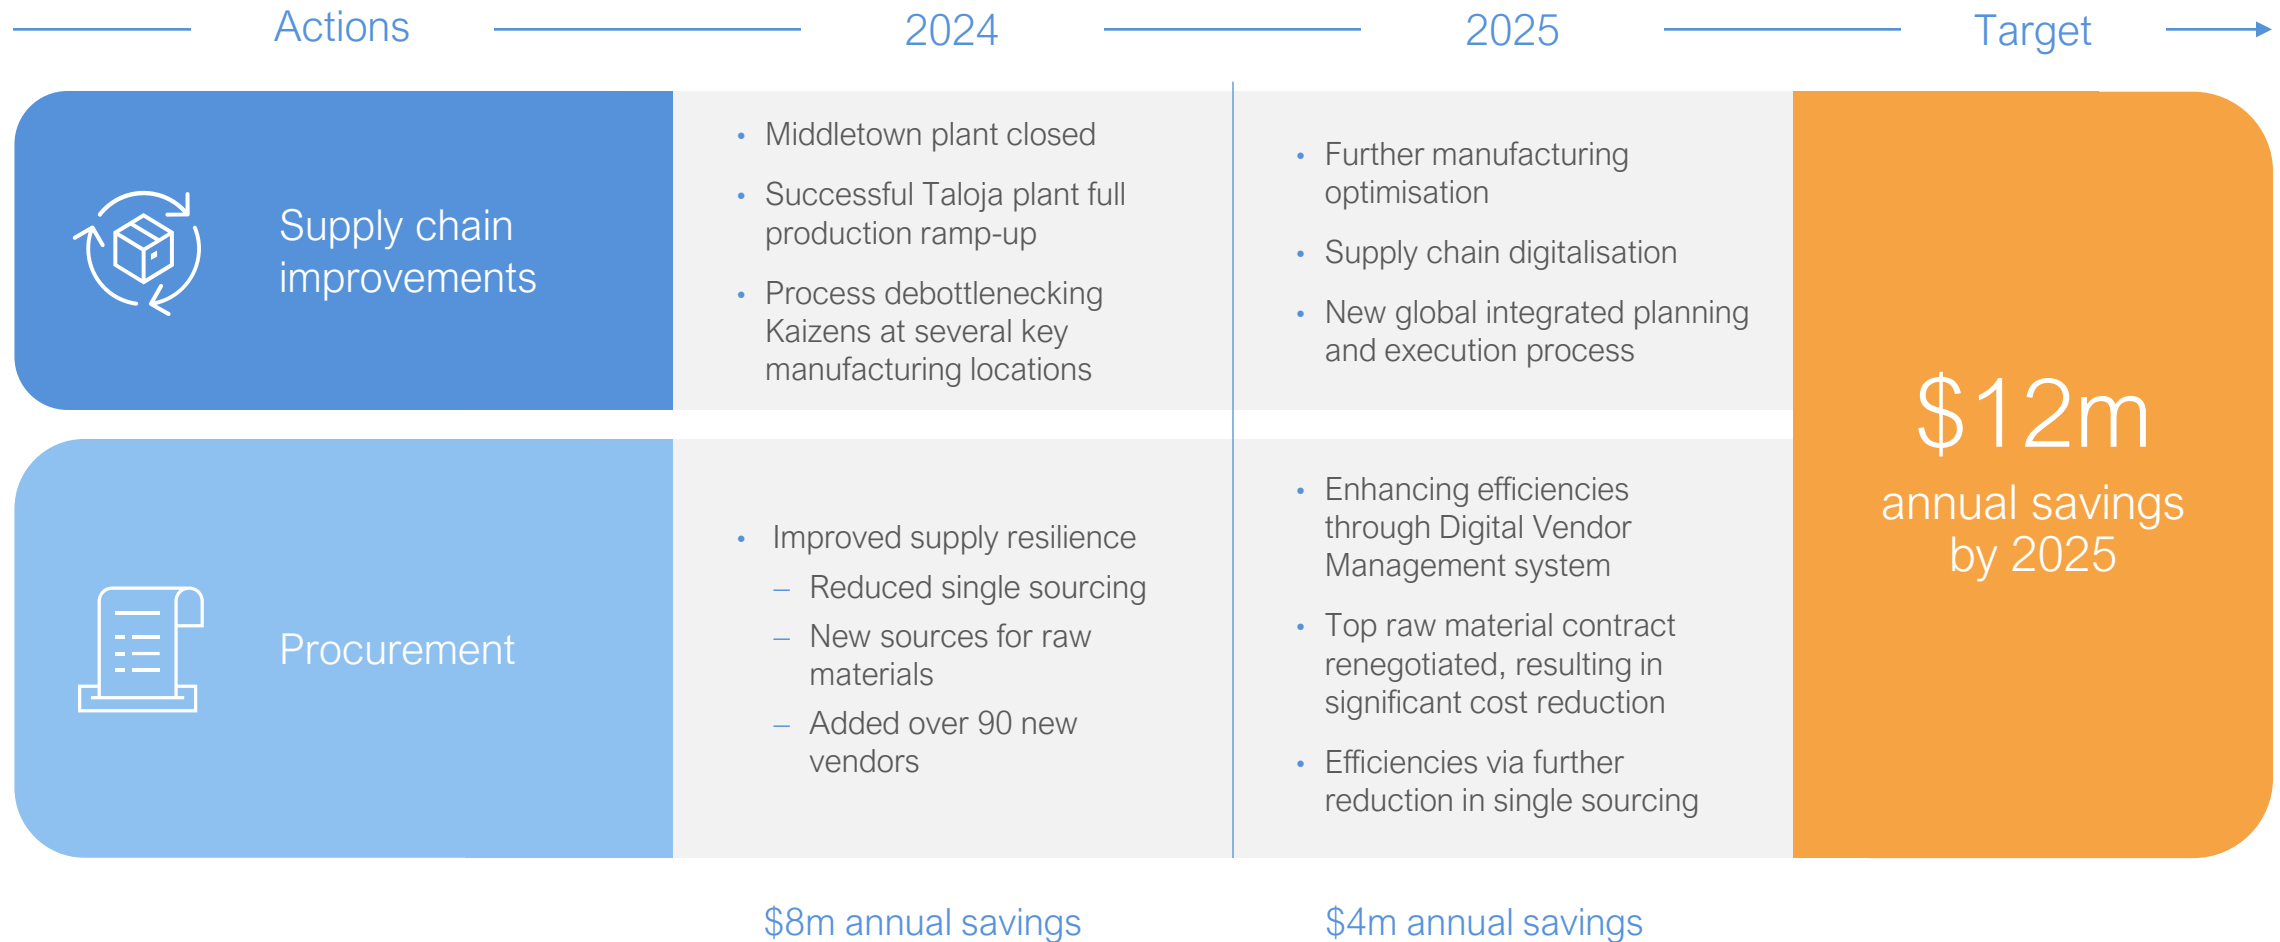 Actions
2024
2025
Target
Supply chain
improvements
• Middletown plant closed
• Successful Taloja plant full
production ramp-up
• Process debottlenecking
Kaizens at several key
manufacturing locations
• Further manufacturing
optimisation
• Supply chain digitalisation
• New global integrated planning
and execution process
Procurement
• Improved supply resilience
– Reduced single sourcing
– New sources for raw
materials
– Added over 90 new
vendors
• Enhancing efficiencies
through Digital Vendor
Management system
• Top raw material contract
renegotiated, resulting in
significant cost reduction
• Efficiencies via further
reduction in single sourcing
$12m
annual savings
by 2025
$8m annual savings
$4m annual savings